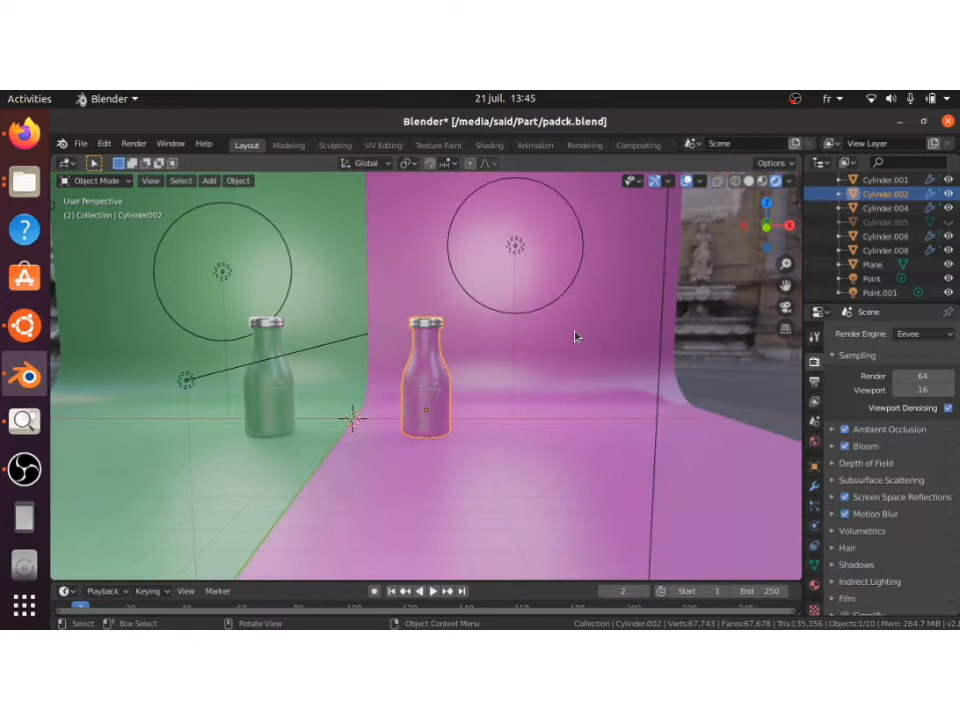 Activities Blender 21 juil. 13:45 fr
Blender* [/media/said/Part/padck.blend]
File Edit Render Window Help Layout Modeling Sculpting UV Editing Texture Paint Shading Animation Rendering Compositing Scene View Layer
Global Options
Object Mode View Select Add Object
User Perspective
(2) Collection | Cylinder.002
Cylinder.001
Cylinder.002
Cylinder.004
Cylinder.005
Cylinder.006
Cylinder.008
Plane
Point
Point.001
Scene
Render Engine Eevee
Sampling
Render 64
Viewport 16
Viewport Denoising
Ambient Occlusion
Bloom
Depth of Field
Subsurface Scattering
Screen Space Reflections
Motion Blur
Volumetrics
Hair
Shadows
Indirect Lighting
Film
Playback Keying View Marker 2 Start 1 End 250
Select Box Select Rotate View Object Context Menu Collection | Cylinder.002 | Verts:67,743 | Faces:67,678 | Tris:135,356 | Objects:1/10 | Mem: 264.7 MiB